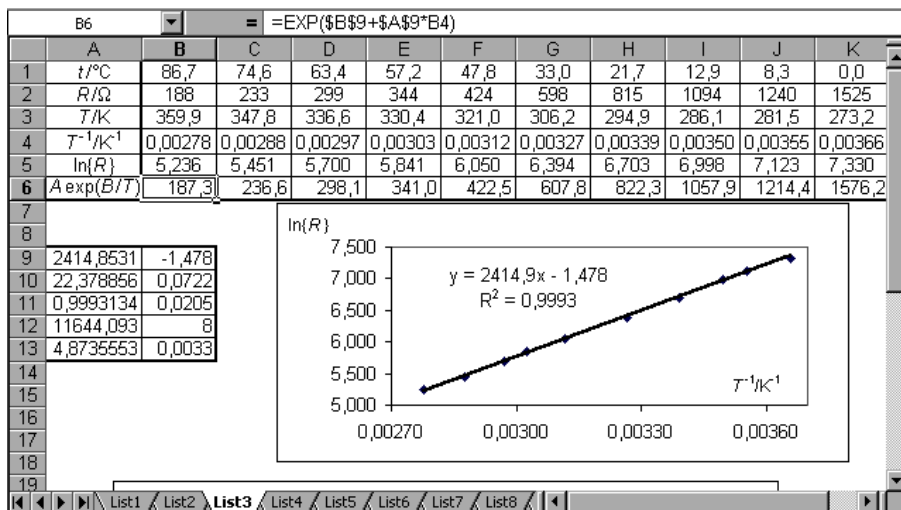 B6 = =EXP($B$9+$A$9*B4)
A B C D E F G H I J K
1 t/°C 86,7 74,6 63,4 57,2 47,8 33,0 21,7 12,9 8,3 0,0
2 R/Ω 188 233 299 344 424 598 815 1094 1240 1525
3 T/K 359,9 347,8 336,6 330,4 321,0 306,2 294,9 286,1 281,5 273,2
4 T⁻¹/K⁻¹ 0,00278 0,00288 0,00297 0,00303 0,00312 0,00327 0,00339 0,00350 0,00355 0,00366
5 ln{R} 5,236 5,451 5,700 5,841 6,050 6,394 6,703 6,998 7,123 7,330
6 A exp(B/T) 187,3 236,6 298,1 341,0 422,5 607,8 822,3 1057,9 1214,4 1576,2
7
8
9 2414,8531 -1,478
10 22,378856 0,0722
11 0,9993134 0,0205
12 11644,093 8
13 4,8735553 0,0033
14
15
16
17
18
19
ln{R}
7,500
7,000
6,500
6,000
5,500
5,000
y = 2414,9x - 1,478
R² = 0,9993
T⁻¹/K⁻¹
0,00270 0,00300 0,00330 0,00360
List1 List2 List3 List4 List5 List6 List7 List8